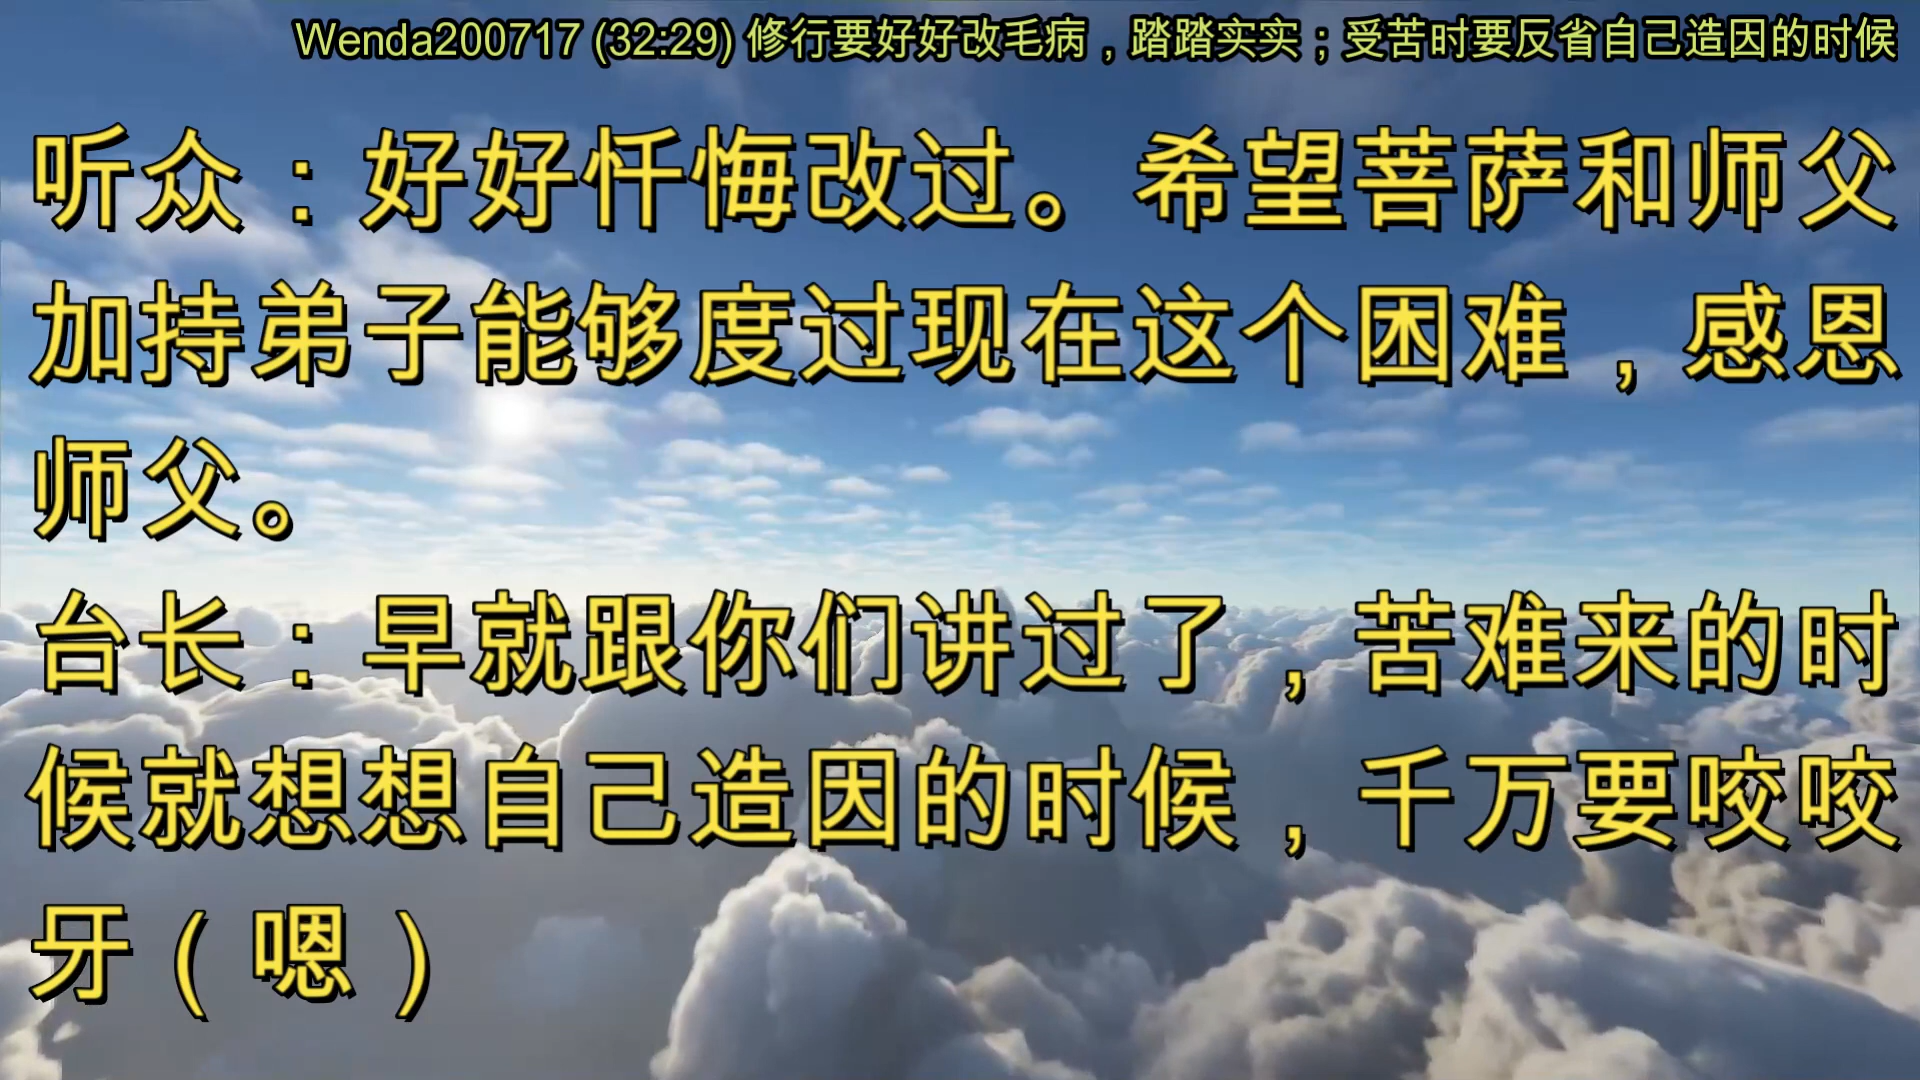 Wenda200717 (32:29) 修行要好好改毛病，踏踏实实；受苦时要反省自己造因的时候
听众：好好忏悔改过。希望菩萨和师父
加持弟子能够度过现在这个困难，感恩
师父。
台长：早就跟你们讲过了，苦难来的时
候就想想自己造因的时候，千万要咬咬
牙（嗯）